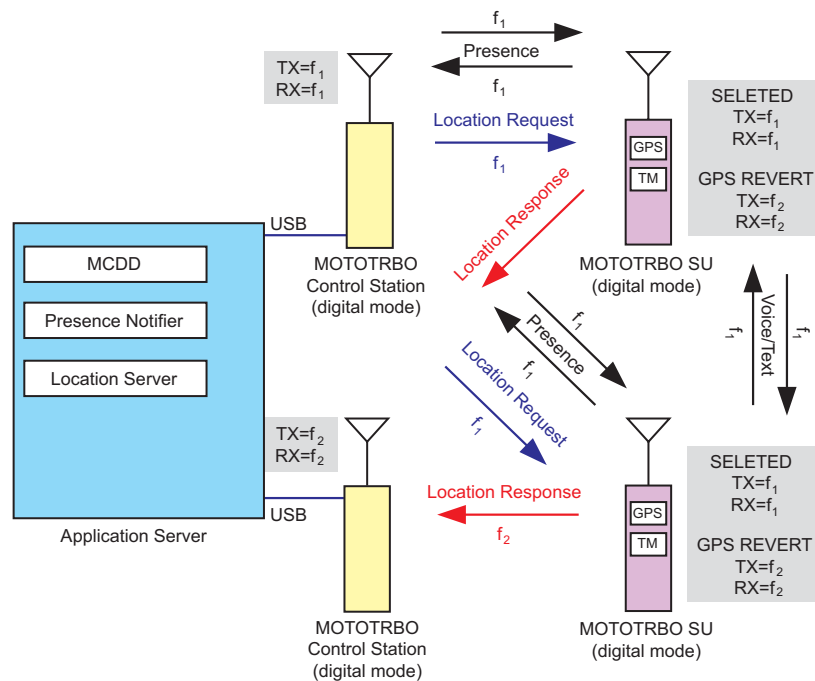 f₁
Presence
f₁
TX=f₁
RX=f₁
Location Request
f₁
GPS
TM
SELETED
TX=f₁
RX=f₁
GPS REVERT
TX=f₂
RX=f₂
Location Response
USB
MCDD
Presence Notifier
Location Server
MOTOTRBO
Control Station
(digital mode)
MOTOTRBO SU
(digital mode)
f₁
Presence
f₁
f₁
Voice/Text
f₁
Location Request
f₁
TX=f₂
RX=f₂
USB
Application Server
Location Response
f₂
GPS
TM
SELETED
TX=f₁
RX=f₁
GPS REVERT
TX=f₂
RX=f₂
MOTOTRBO
Control Station
(digital mode)
MOTOTRBO SU
(digital mode)